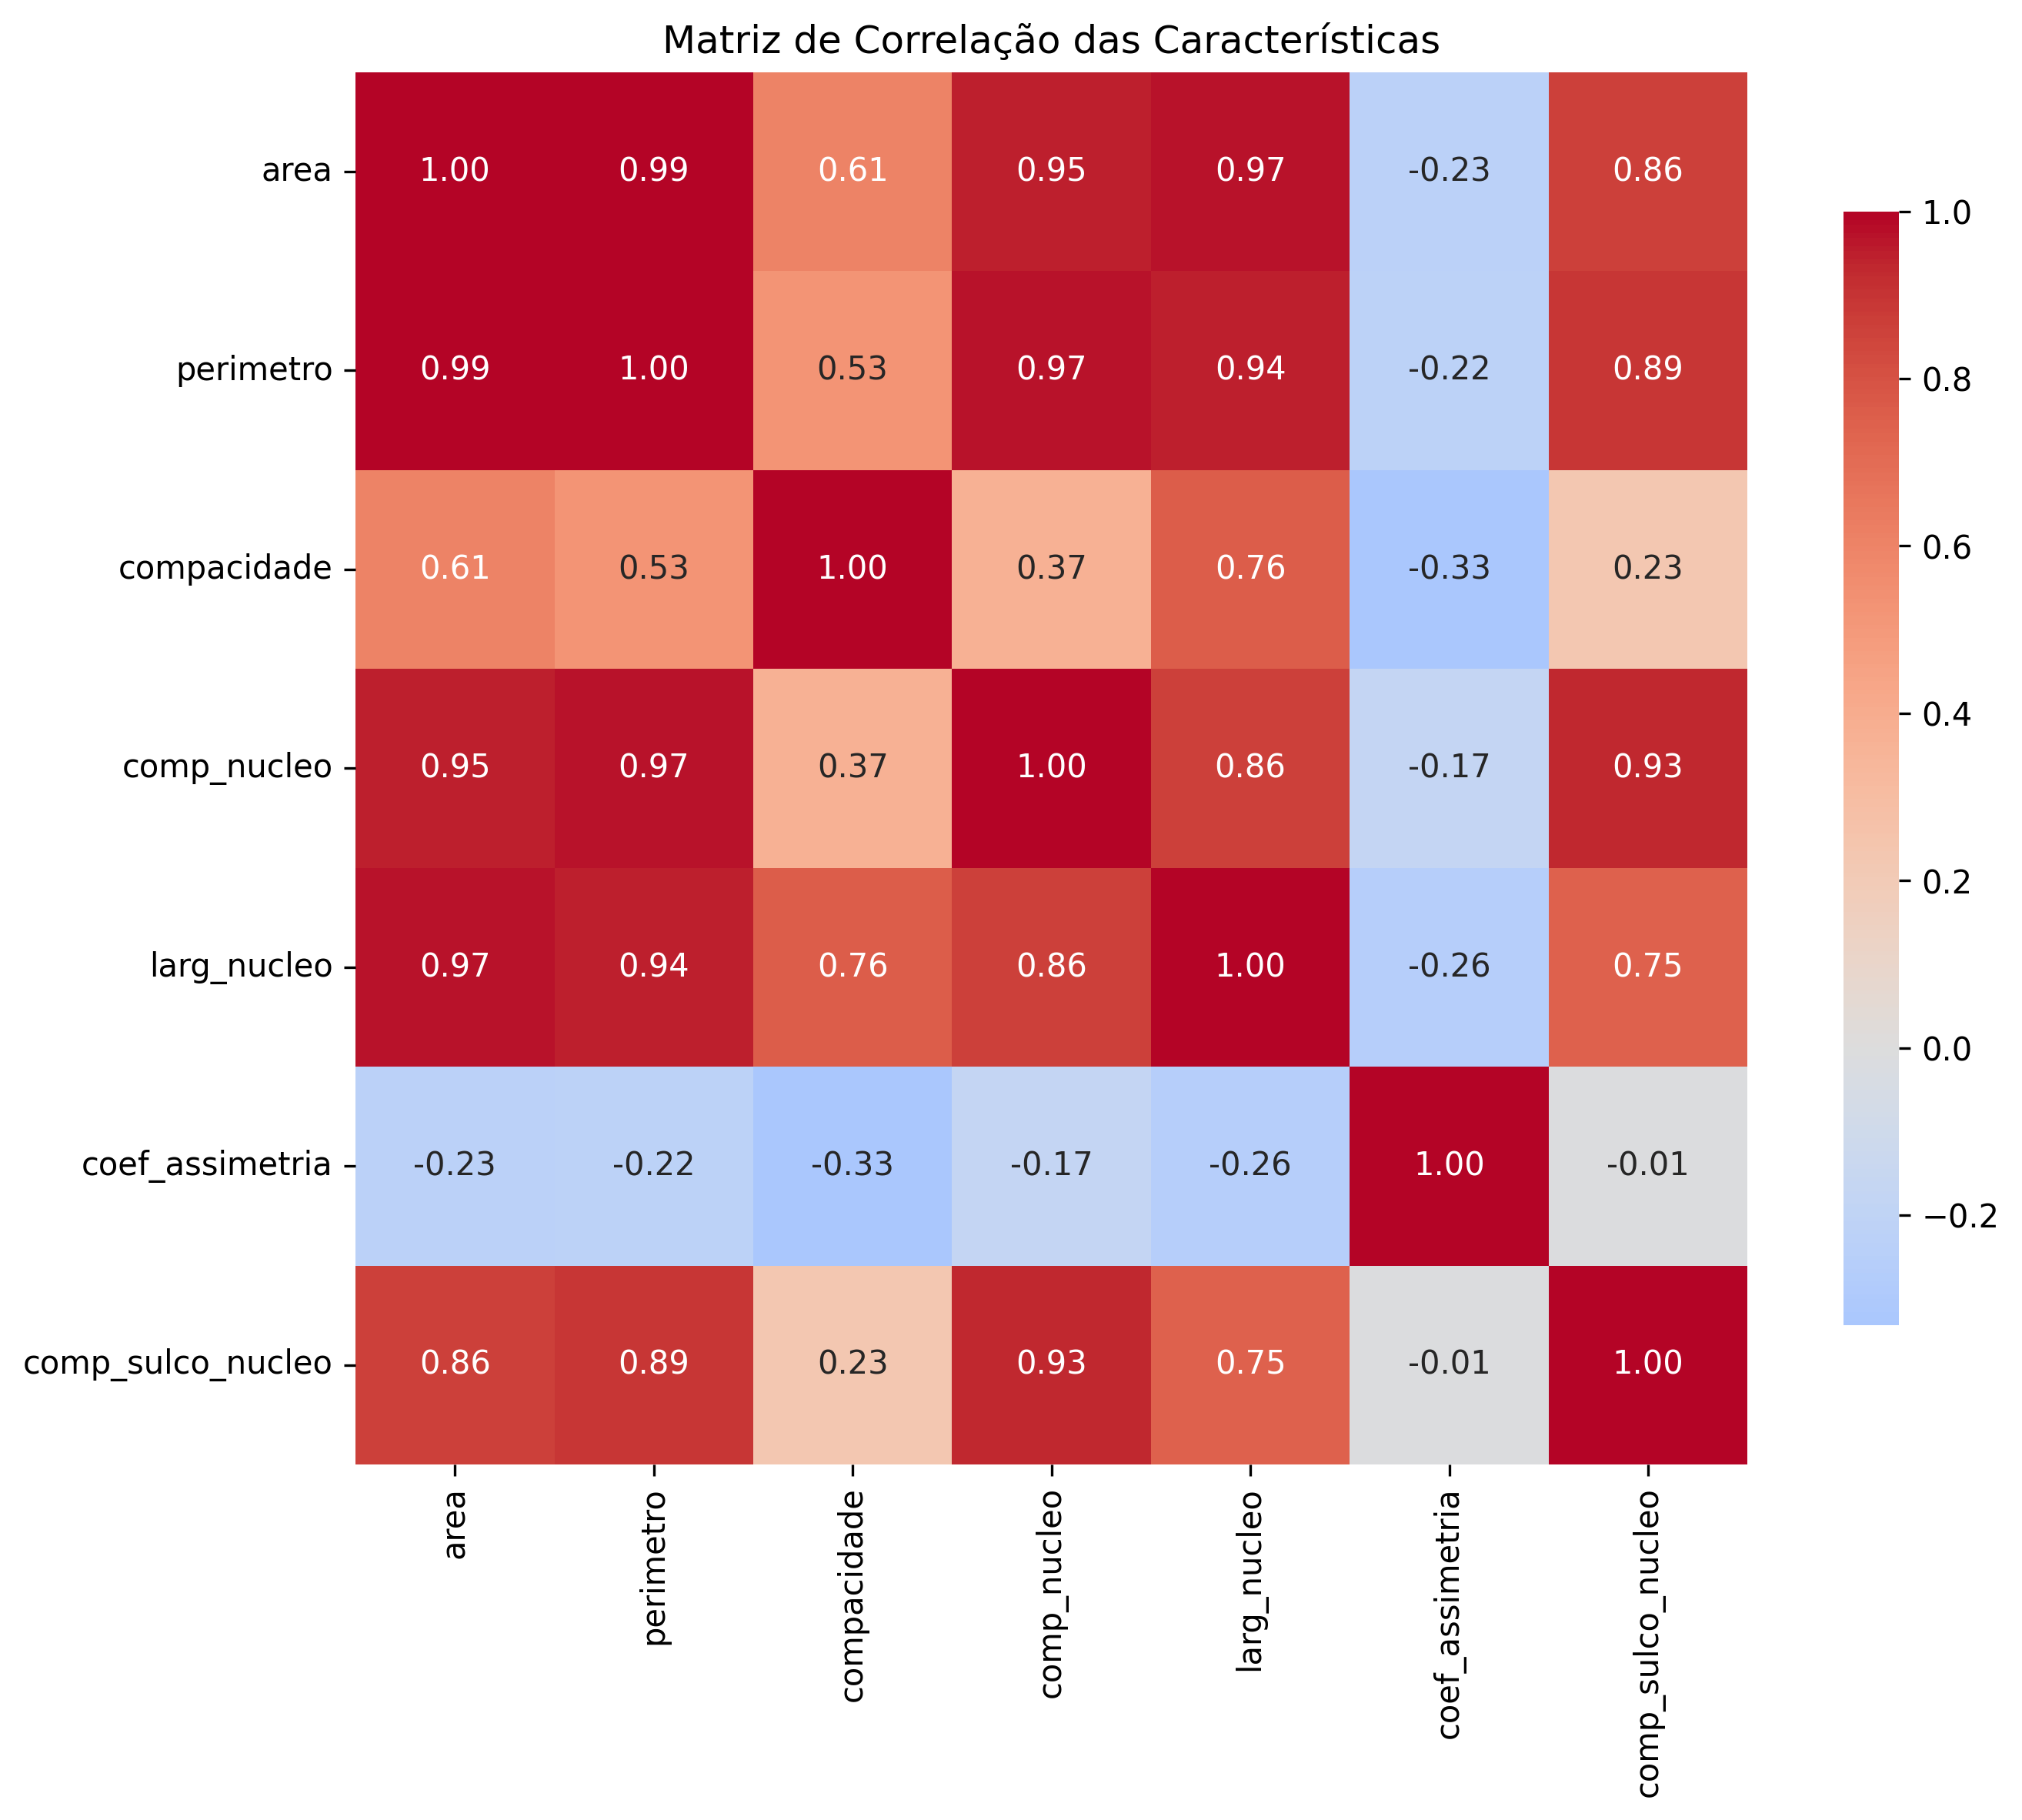 Matriz de Correlação das Características
area 1.00 0.99 0.61 0.95 0.97 -0.23 0.86
perimetro 0.99 1.00 0.53 0.97 0.94 -0.22 0.89
compacidade 0.61 0.53 1.00 0.37 0.76 -0.33 0.23
comp_nucleo 0.95 0.97 0.37 1.00 0.86 -0.17 0.93
larg_nucleo 0.97 0.94 0.76 0.86 1.00 -0.26 0.75
coef_assimetria -0.23 -0.22 -0.33 -0.17 -0.26 1.00 -0.01
comp_sulco_nucleo 0.86 0.89 0.23 0.93 0.75 -0.01 1.00
area
perimetro
compacidade
comp_nucleo
larg_nucleo
coef_assimetria
comp_sulco_nucleo
1.0
0.8
0.6
0.4
0.2
0.0
−0.2